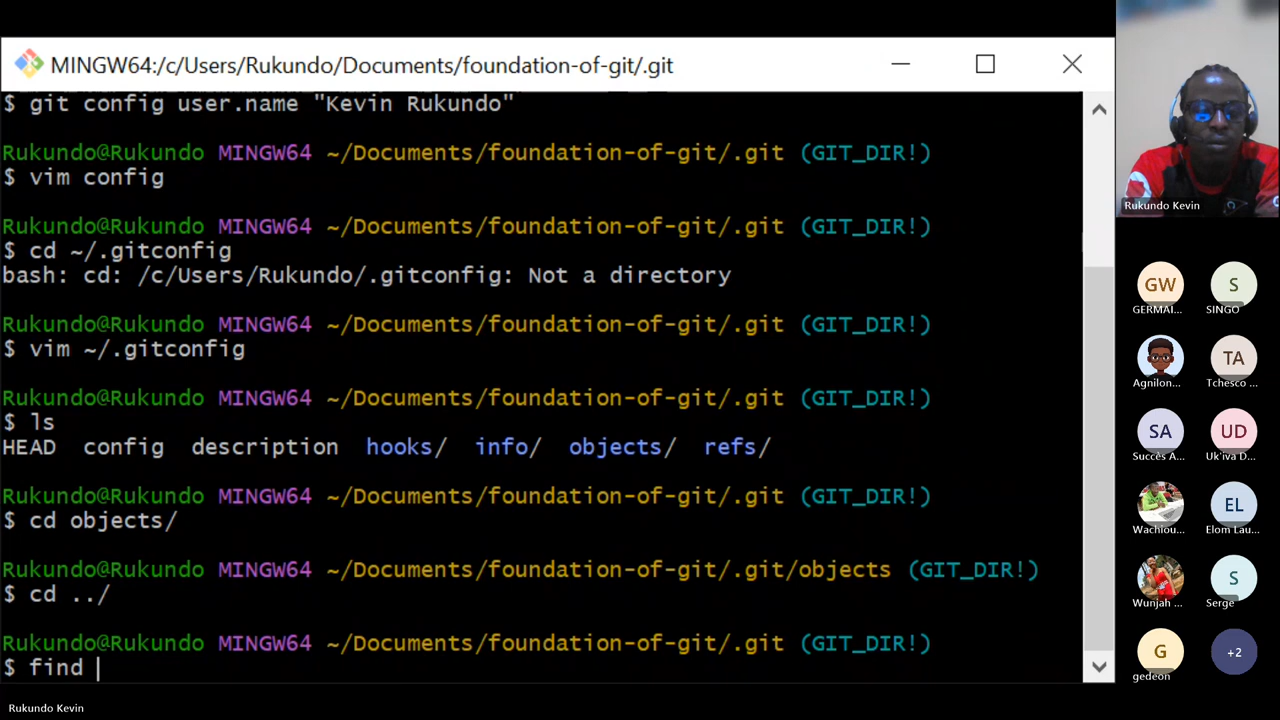 MINGW64:/c/Users/Rukundo/Documents/foundation-of-git/.git
$ git config user.name "Kevin Rukundo"
Rukundo@Rukundo MINGW64 ~/Documents/foundation-of-git/.git (GIT_DIR!)
$ vim config
Rukundo@Rukundo MINGW64 ~/Documents/foundation-of-git/.git (GIT_DIR!)
$ cd ~/.gitconfig
bash: cd: /c/Users/Rukundo/.gitconfig: Not a directory
Rukundo@Rukundo MINGW64 ~/Documents/foundation-of-git/.git (GIT_DIR!)
$ vim ~/.gitconfig
Rukundo@Rukundo MINGW64 ~/Documents/foundation-of-git/.git (GIT_DIR!)
$ ls
HEAD config description hooks/ info/ objects/ refs/
Rukundo@Rukundo MINGW64 ~/Documents/foundation-of-git/.git (GIT_DIR!)
$ cd objects/
Rukundo@Rukundo MINGW64 ~/Documents/foundation-of-git/.git/objects (GIT_DIR!)
$ cd ../
Rukundo@Rukundo MINGW64 ~/Documents/foundation-of-git/.git (GIT_DIR!)
$ find
Rukundo Kevin
GW S
GERMAI... SINGO
TA
Agnilon... Tchesco ...
SA UD
Succès A... Uk'iva D...
EL
Wachiou... Elom Lau...
S
Wunjah ... Serge
G +2
gedeon
Rukundo Kevin